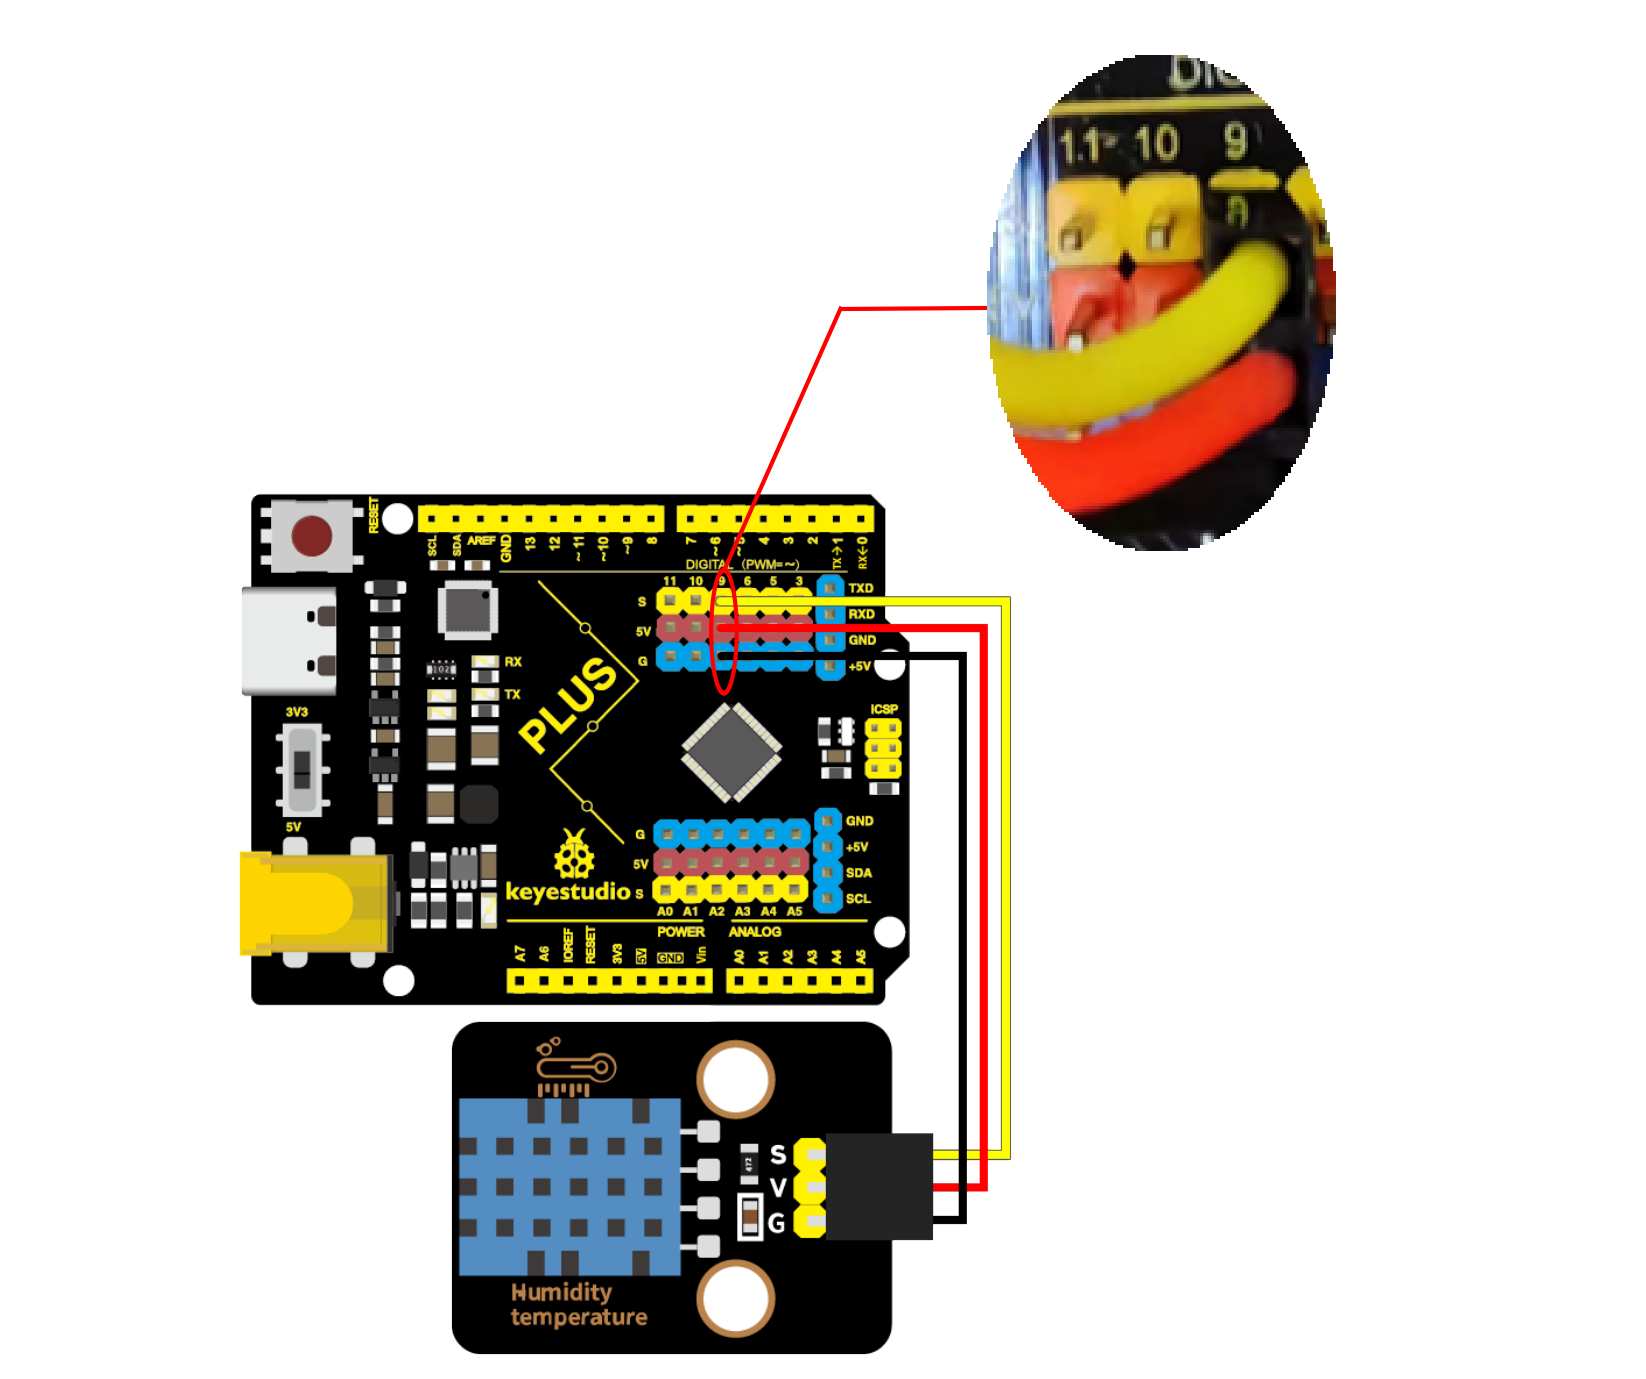 11 10 9
RESET
SCL SDA AREF GND 13 12 ~11 ~10 ~9 8 7 ~6 ~5 4 3 2 TX→1 RX←0
DIGITAL (PWM=~)
11 10 9 6 5 3
S
5V
G
TXD
RXD
GND
+5V
RX
TX
102
PLUS
3V3
5V
ICSP
G
5V
S
GND
+5V
SDA
SCL
keyestudio
A0 A1 A2 A3 A4 A5
POWER ANALOG
A7 A6 IOREF RESET 3V3 5V GND Vin A0 A1 A2 A3 A4 A5
S
V
G
472
Humidity
temperature